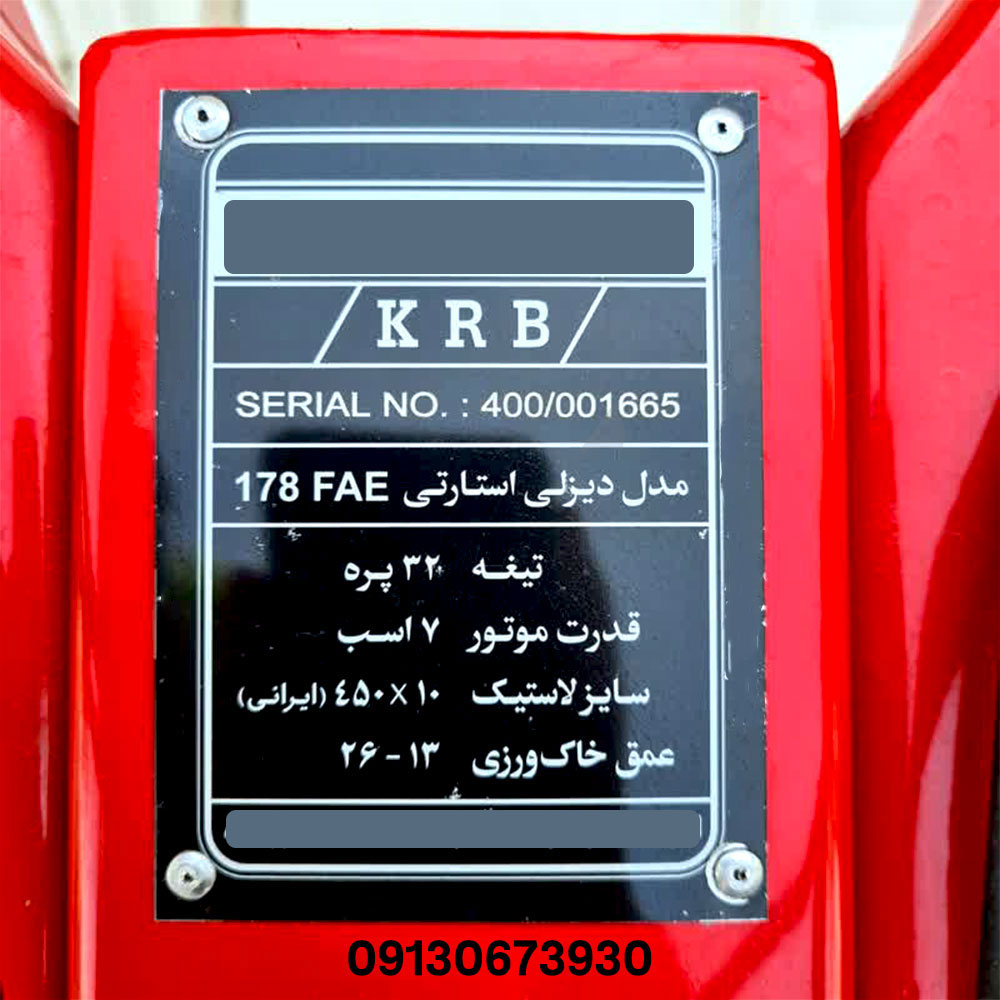 / K R B /
SERIAL NO. : 400/001665
مدل دیزلی استارتی 178 FAE
تیغه ۳۲ پره
قدرت موتور ۷ اسب
سایز لاستیک ۱۰ × ۴۵۰ (ایرانی)
عمق خاک‌ورزی ۱۳ - ۲۶
09130673930